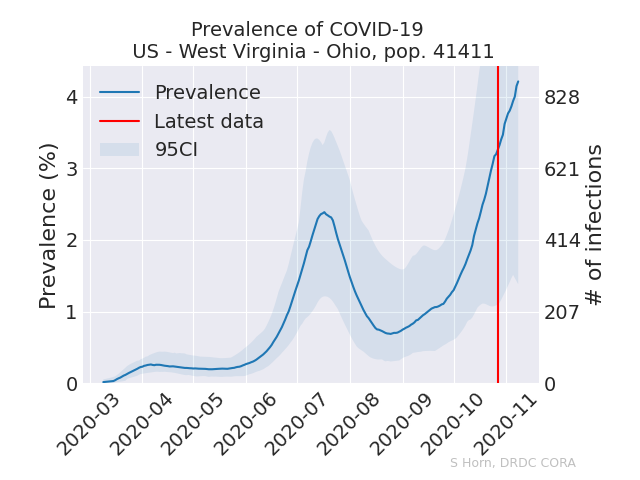 Prevalence of COVID-19
US - West Virginia - Ohio, pop. 41411
Prevalence
Latest data
95CI
Prevalence (%)
4
3
2
1
0
828
621
414
207
0
# of infections
2020-03
2020-04
2020-05
2020-06
2020-07
2020-08
2020-09
2020-10
2020-11
S Horn, DRDC CORA